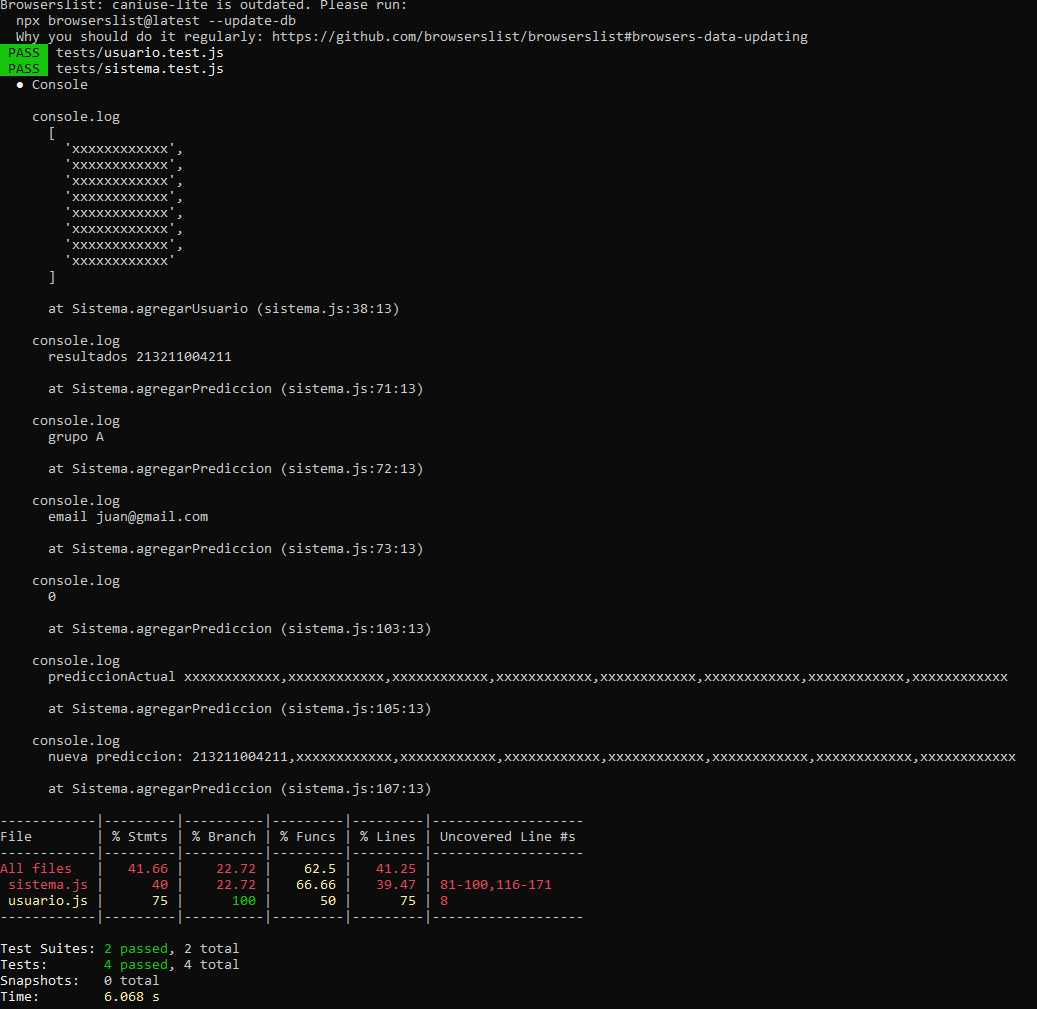 Browserslist: caniuse-lite is outdated. Please run:
  npx browserslist@latest --update-db
  Why you should do it regularly: https://github.com/browserslist/browserslist#browsers-data-updating
 PASS  tests/usuario.test.js
 PASS  tests/sistema.test.js
  ● Console

    console.log
      [
        'xxxxxxxxxxxx',
        'xxxxxxxxxxxx',
        'xxxxxxxxxxxx',
        'xxxxxxxxxxxx',
        'xxxxxxxxxxxx',
        'xxxxxxxxxxxx',
        'xxxxxxxxxxxx',
        'xxxxxxxxxxxx'
      ]

      at Sistema.agregarUsuario (sistema.js:38:13)

    console.log
      resultados 213211004211

      at Sistema.agregarPrediccion (sistema.js:71:13)

    console.log
      grupo A

      at Sistema.agregarPrediccion (sistema.js:72:13)

    console.log
      email juan@gmail.com

      at Sistema.agregarPrediccion (sistema.js:73:13)

    console.log
      0

      at Sistema.agregarPrediccion (sistema.js:103:13)

    console.log
      prediccionActual xxxxxxxxxxxx,xxxxxxxxxxxx,xxxxxxxxxxxx,xxxxxxxxxxxx,xxxxxxxxxxxx,xxxxxxxxxxxx,xxxxxxxxxxxx,xxxxxxxxxxxx

      at Sistema.agregarPrediccion (sistema.js:105:13)

    console.log
      nueva prediccion: 213211004211,xxxxxxxxxxxx,xxxxxxxxxxxx,xxxxxxxxxxxx,xxxxxxxxxxxx,xxxxxxxxxxxx,xxxxxxxxxxxx,xxxxxxxxxxxx

      at Sistema.agregarPrediccion (sistema.js:107:13)

------------|---------|----------|---------|---------|-------------------
File        | % Stmts | % Branch | % Funcs | % Lines | Uncovered Line #s
------------|---------|----------|---------|---------|-------------------
All files   |   41.66 |    22.72 |    62.5 |   41.25 |
 sistema.js |      40 |    22.72 |   66.66 |   39.47 | 81-100,116-171
 usuario.js |      75 |      100 |      50 |      75 | 8
------------|---------|----------|---------|---------|-------------------

Test Suites: 2 passed, 2 total
Tests:       4 passed, 4 total
Snapshots:   0 total
Time:        6.068 s